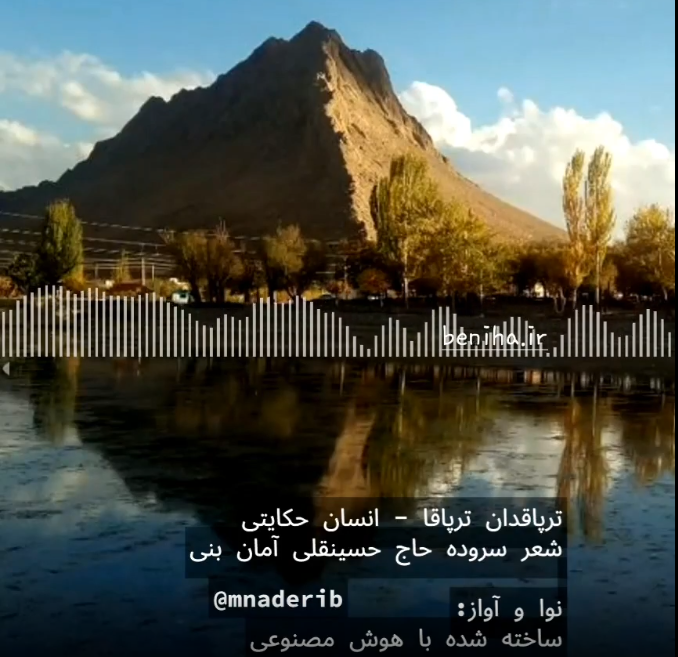 beniha.ir
ترپاقدان ترپاقا – انسان حکایتی
شعر سروده حاج حسینقلی آمان بنی
@mnaderib
نوا و آواز:
ساخته شده با هوش مصنوعی